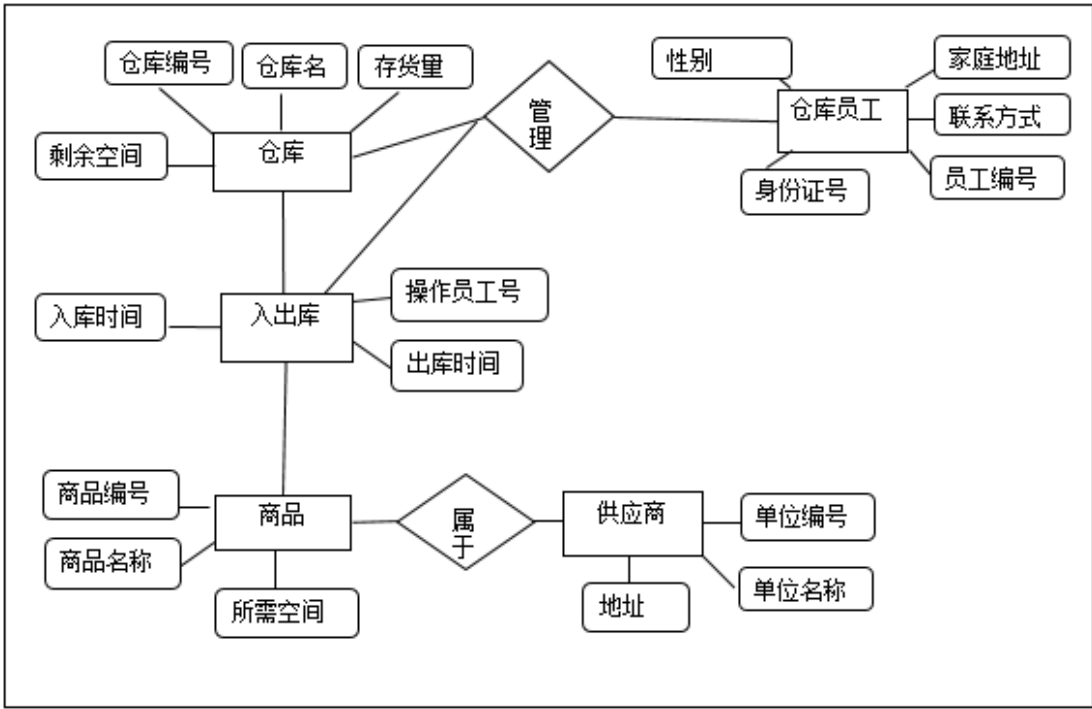 仓库编号
仓库名
存货量
性别
家庭地址
剩余空间
仓库
管
理
仓库员工
联系方式
身份证号
员工编号
入库时间
入出库
操作员工号
出库时间
商品编号
商品
属
于
供应商
单位编号
商品名称
所需空间
地址
单位名称